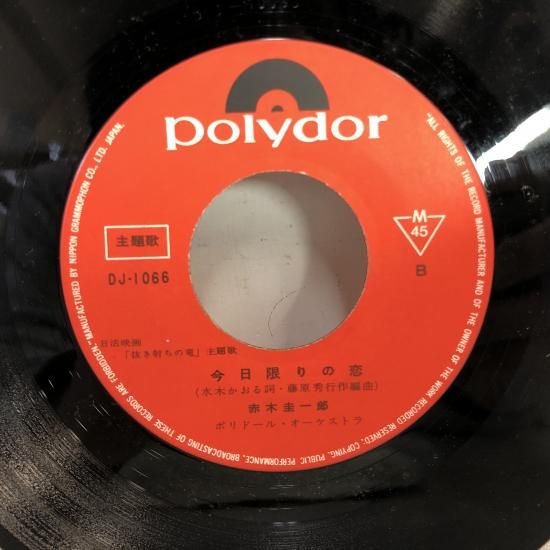 polydor
主題歌
DJ-1066
M
45
B
日活映画
「抜き射ちの竜」主題歌
今日限りの恋
(水木かおる詞・藤原秀行作編曲)
赤木圭一郎
ポリドール・オーケストラ
"ALL RIGHTS OF THE RECORD MANUFACTURER AND OF THE OWNER OF THE WORK RECORDED RESERVED. COPYING, PUBLIC PERFORMANCE, BROADCASTING OF THESE RECORDS ARE FORBIDDEN." MANUFACTURED BY NIPPON GRAMMOPHON CO., LTD. JAPAN.